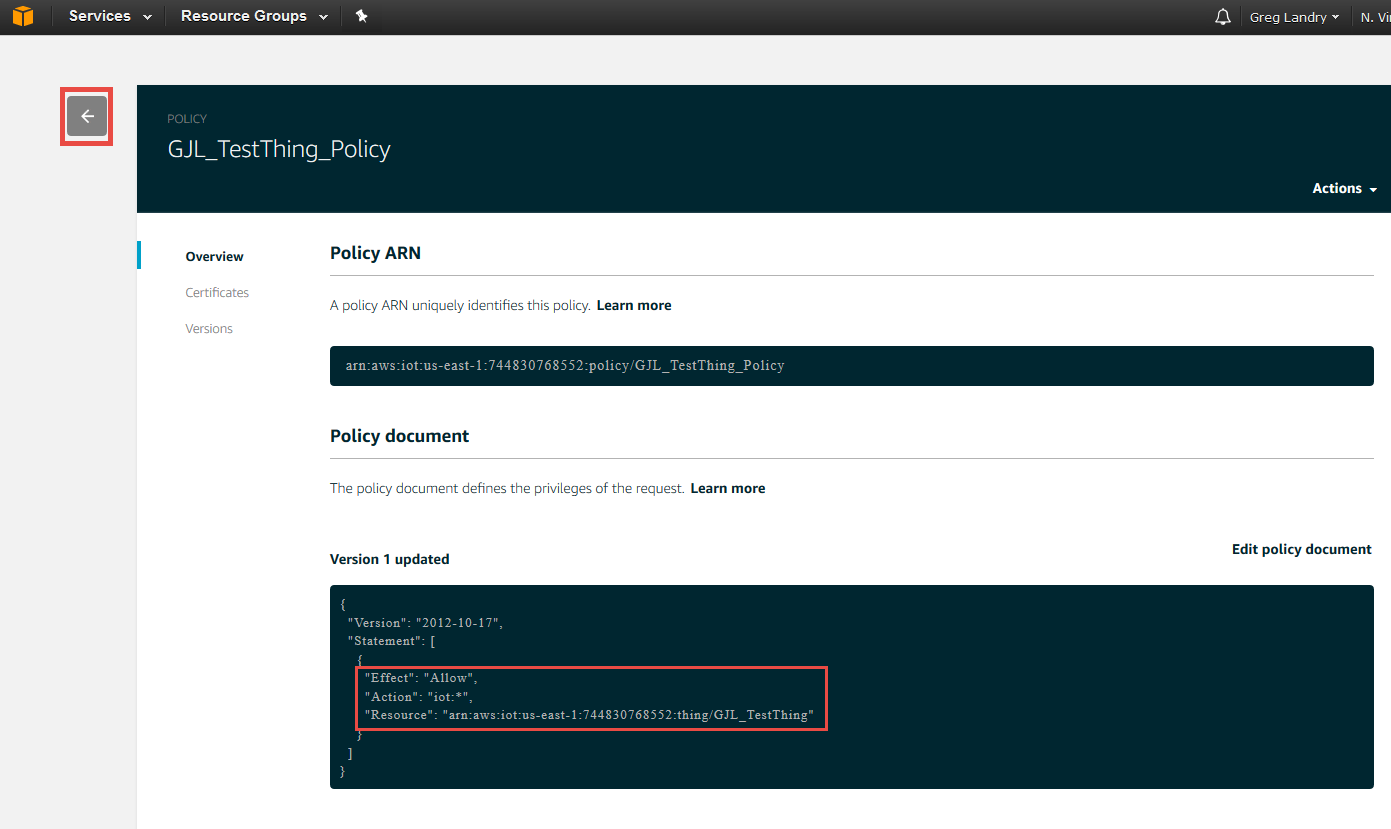 Services Resource Groups Greg Landry
POLICY
GJL_TestThing_Policy
Actions
Overview
Certificates
Versions
Policy ARN
A policy ARN uniquely identifies this policy. Learn more
arn:aws:iot:us-east-1:744830768552:policy/GJL_TestThing_Policy
Policy document
The policy document defines the privileges of the request. Learn more
Edit policy document
Version 1 updated
{
"Version": "2012-10-17",
"Statement": [
{
"Effect": "Allow",
"Action": "iot:*",
"Resource": "arn:aws:iot:us-east-1:744830768552:thing/GJL_TestThing"
}
]
}